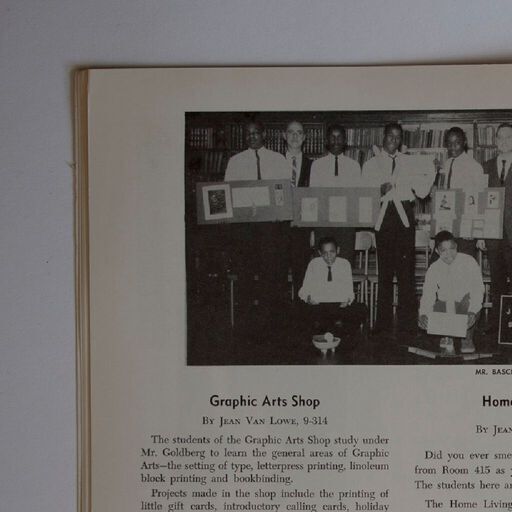 MR. BASC
Graphic Arts Shop
BY JEAN VAN LOWE, 9-314
The students of the Graphic Arts Shop study under
Mr. Goldberg to learn the general areas of Graphic
Arts—the setting of type, letterpress printing, linoleum
block printing and bookbinding.
Projects made in the shop include the printing of
little gift cards, introductory calling cards, holiday
Hom
BY JEAN
Did you ever sme
from Room 415 as y
The students here ar
The Home Living